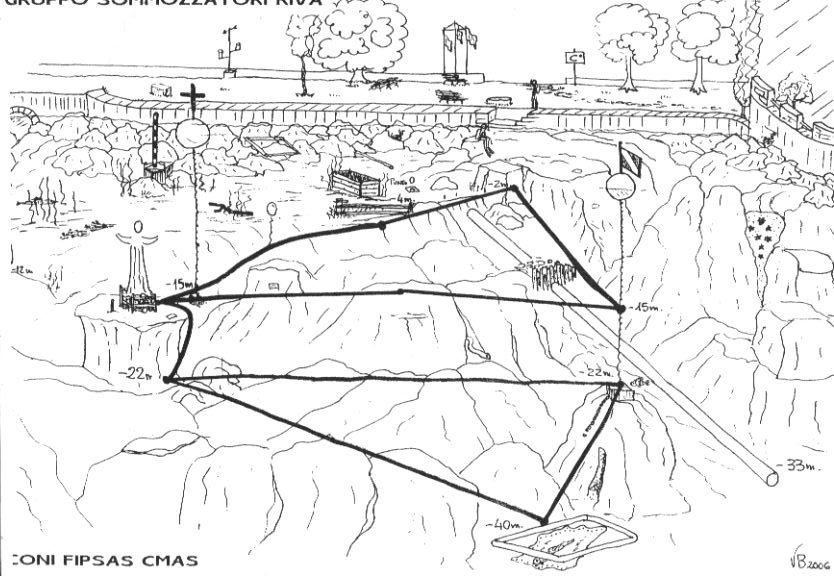 GRUPPO SOMMOZZATORI RIVA
C°
4m.
-2m
-12m
-15m
-15m.
-22m
-22m.
-33m.
-40m.
CONI FIPSAS CMAS
VB 2006